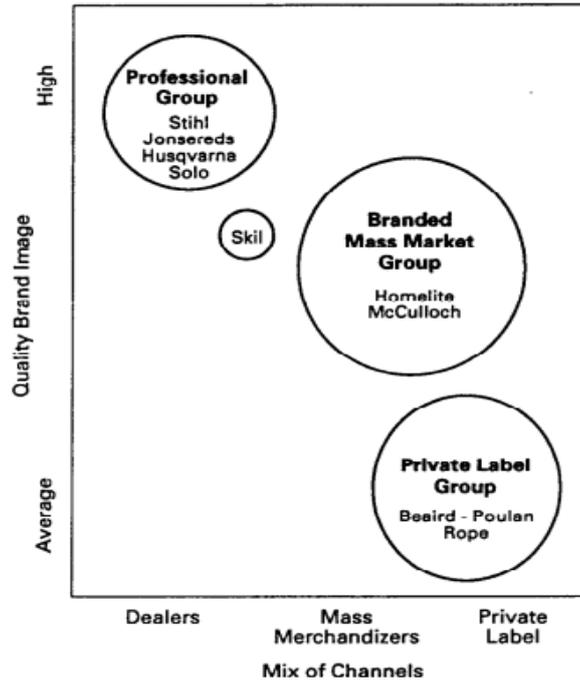 High
Quality Brand Image
Average
Professional
Group
Stihl
Jonsereds
Husqvarna
Solo
Skil
Branded
Mass Market
Group
Homelite
McCulloch
Private Label
Group
Beaird - Poulan
Rope
Dealers
Mass
Merchandizers
Private
Label
Mix of Channels